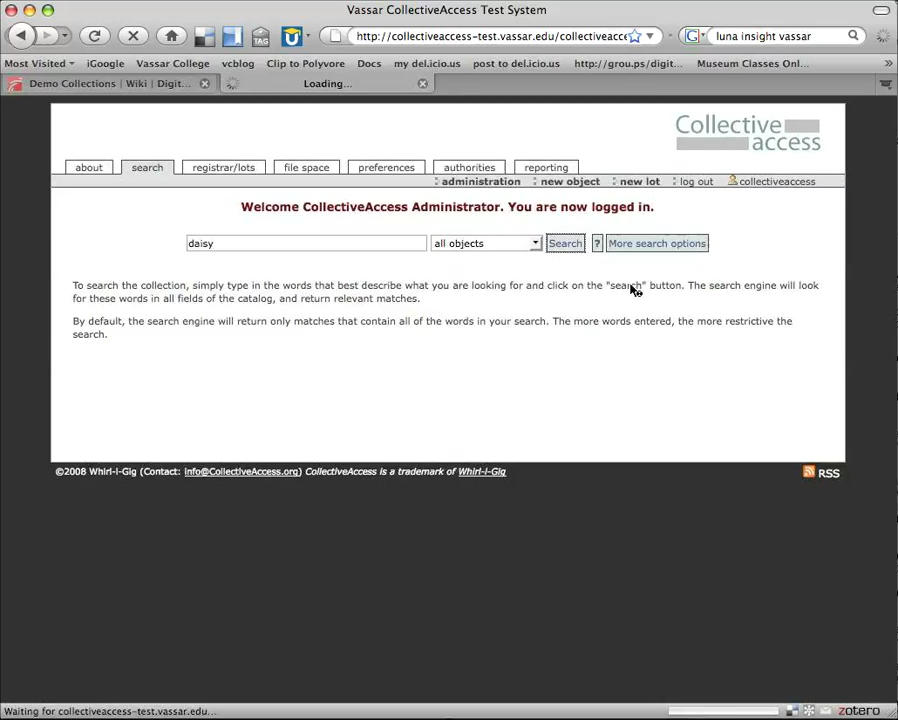 Vassar CollectiveAccess Test System
http://collectiveaccess-test.vassar.edu/collectiveacce
luna insight vassar
Most Visited iGoogle Vassar College vcblog Clip to Polyvore Docs my del.icio.us post to del.icio.us http://grou.ps/digit... Museum Classes Onl... »
Demo Collections | Wiki | Digit... Loading...
Collective access
about search registrar/lots file space preferences authorities reporting
administration new object new lot log out collectiveaccess
Welcome CollectiveAccess Administrator. You are now logged in.
daisy all objects Search ? More search options
To search the collection, simply type in the words that best describe what you are looking for and click on the "search" button. The search engine will look
for these words in all fields of the catalog, and return relevant matches.
By default, the search engine will return only matches that contain all of the words in your search. The more words entered, the more restrictive the
search.
©2008 Whirl-i-Gig (Contact: info@CollectiveAccess.org) CollectiveAccess is a trademark of Whirl-i-Gig
RSS
Waiting for collectiveaccess-test.vassar.edu... zotero